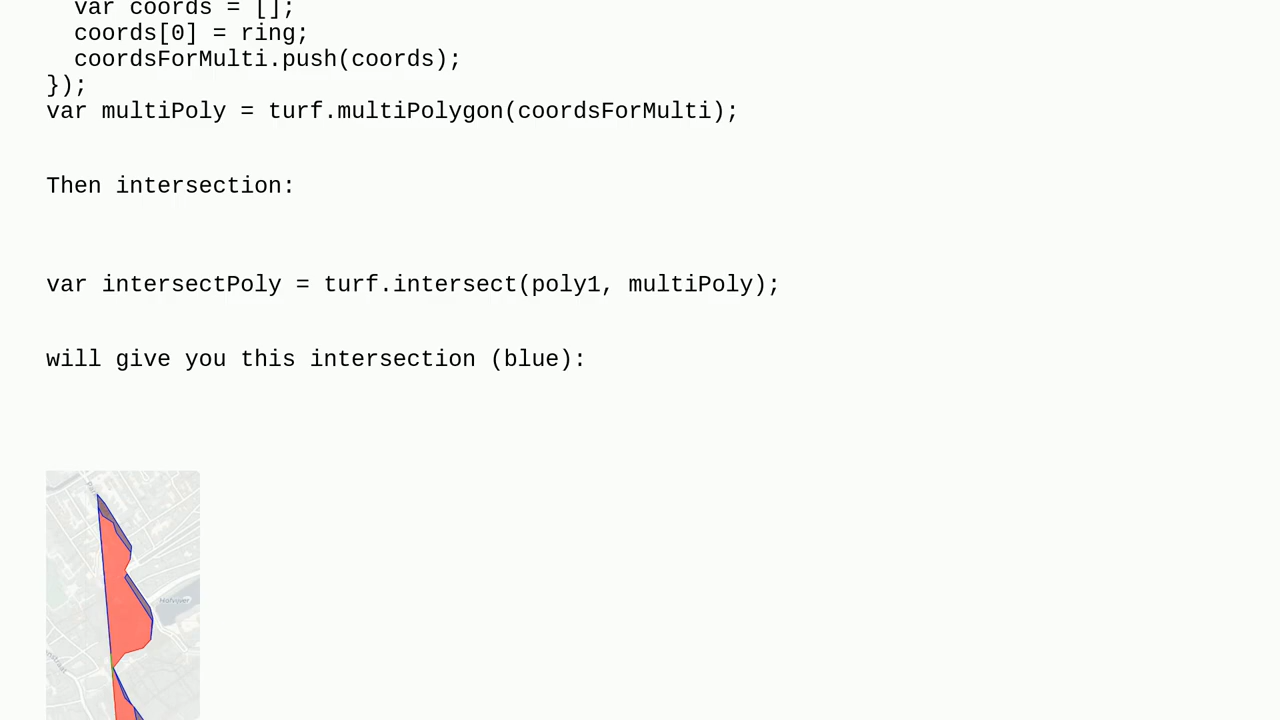 var coords = [];
coords[0] = ring;
coordsForMulti.push(coords);
});
var multiPoly = turf.multiPolygon(coordsForMulti);
Then intersection:
var intersectPoly = turf.intersect(poly1, multiPoly);
will give you this intersection (blue):